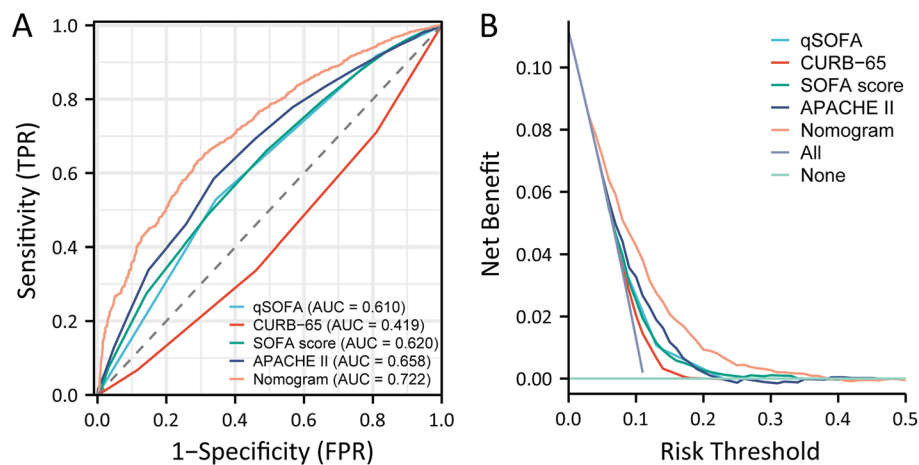 A
Sensitivity (TPR)
1.0
0.8
0.6
0.4
0.2
0.0
qSOFA (AUC = 0.610)
CURB−65 (AUC = 0.419)
SOFA score (AUC = 0.620)
APACHE II (AUC = 0.658)
Nomogram (AUC = 0.722)
0.0 0.2 0.4 0.6 0.8 1.0
1−Specificity (FPR)
B
Net Benefit
0.10
0.08
0.06
0.04
0.02
0.00
qSOFA
CURB−65
SOFA score
APACHE II
Nomogram
All
None
0.0 0.1 0.2 0.3 0.4 0.5
Risk Threshold